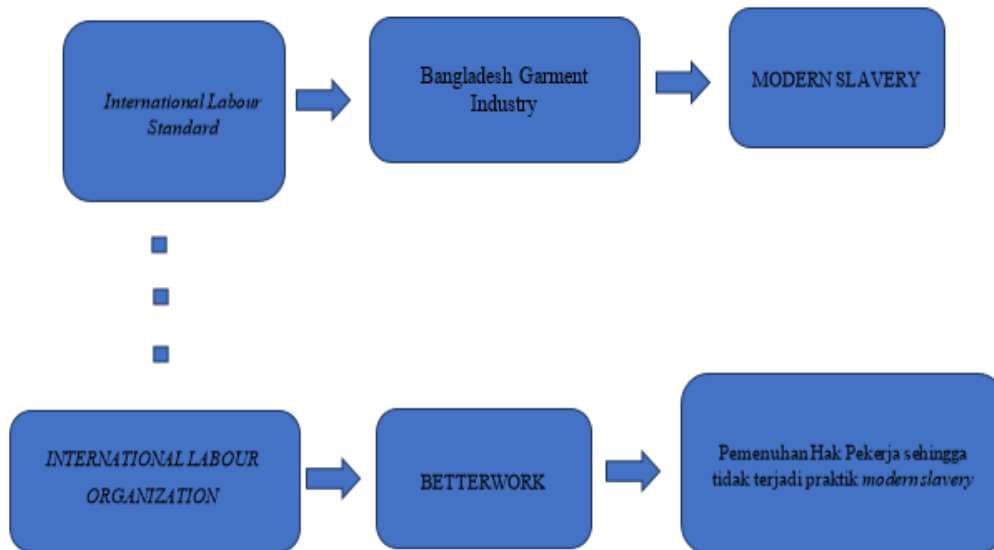 International Labour
Standard
Bangladesh Garment
Industry
MODERN SLAVERY
INTERNATIONAL LABOUR
ORGANIZATION
BETTERWORK
Pemenuhan Hak Pekerja sehingga
tidak terjadi praktik modern slavery